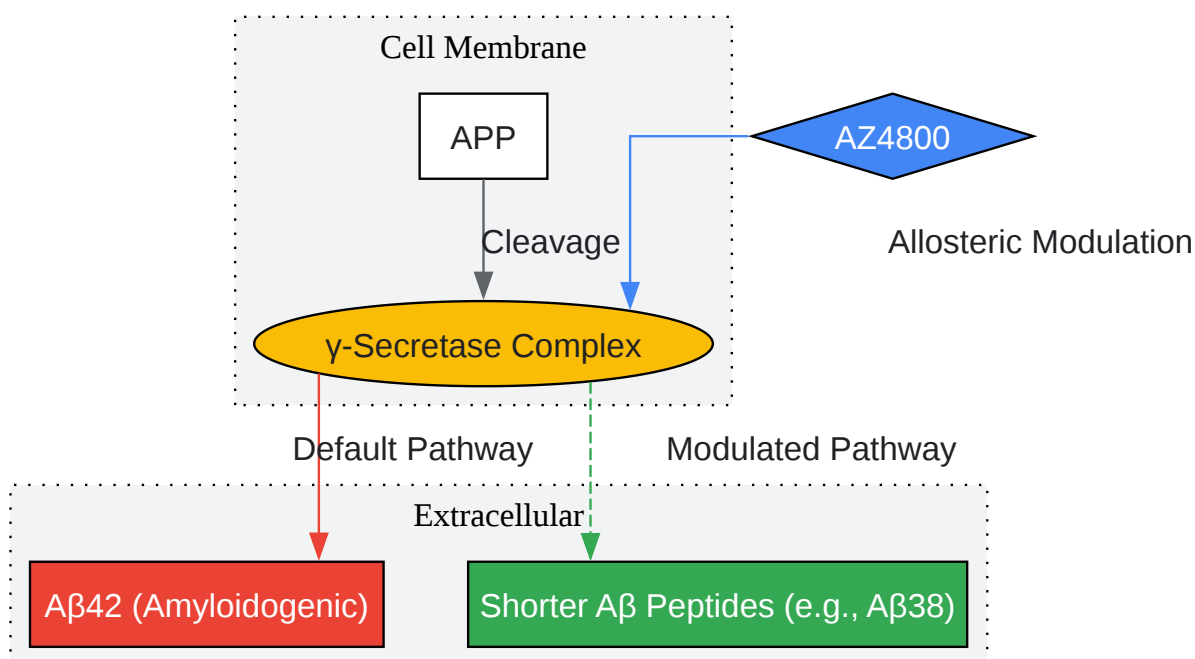 Cell Membrane
APP
AZ4800
Cleavage
Allosteric Modulation
γ-Secretase Complex
Default Pathway
Modulated Pathway
Extracellular
Aβ42 (Amyloidogenic)
Shorter Aβ Peptides (e.g., Aβ38)